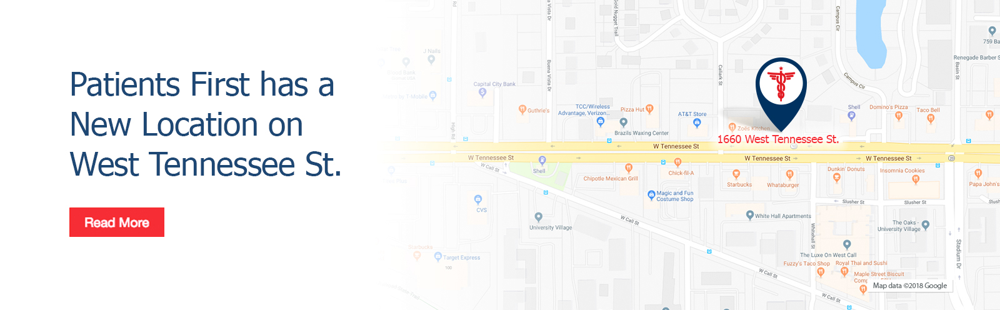 Patients First has a
New Location on
West Tennessee St.
Read More
Gold Nugget Trail
Buena Vista Dr
Campus Cir
J Nails
759 Ba
Renegade Barber S
Capital City Bank
$
by T Mobile
Buena Vista Dr
Caliark St
Campus Cir
Basin St
Guthrie's
TCC/Wireless
Advantage, Verizon...
Pizza Hut
AT&T Store
Shell
Domino's Pizza
Taco Bell
High Rd
Brazils Waxing Center
Zoës Kitchen
1660 West Tennessee St.
W Tennessee St
W Tennessee St
W Tennessee St
W Tennessee St
20
W Call St
Shell
Chipotle Mexican Grill
Chick-fil-A
Starbucks
Whataburger
Dunkin' Donuts
Insomnia Cookies
Papa John's
Magic and Fun
Costume Shop
CVS
Slusher St
Slusher St
University Village
W Call St
White Hall Apartments
Whitehall St
The Oaks -
University Village
Stadium Dr
Starbucks
Target Express
100
The Luxe On West Call
Fuzzy's Taco Shop
Royal Thai and Sushi
Maple Street Biscuit
W Call St
Map data ©2018 Google
W Call St